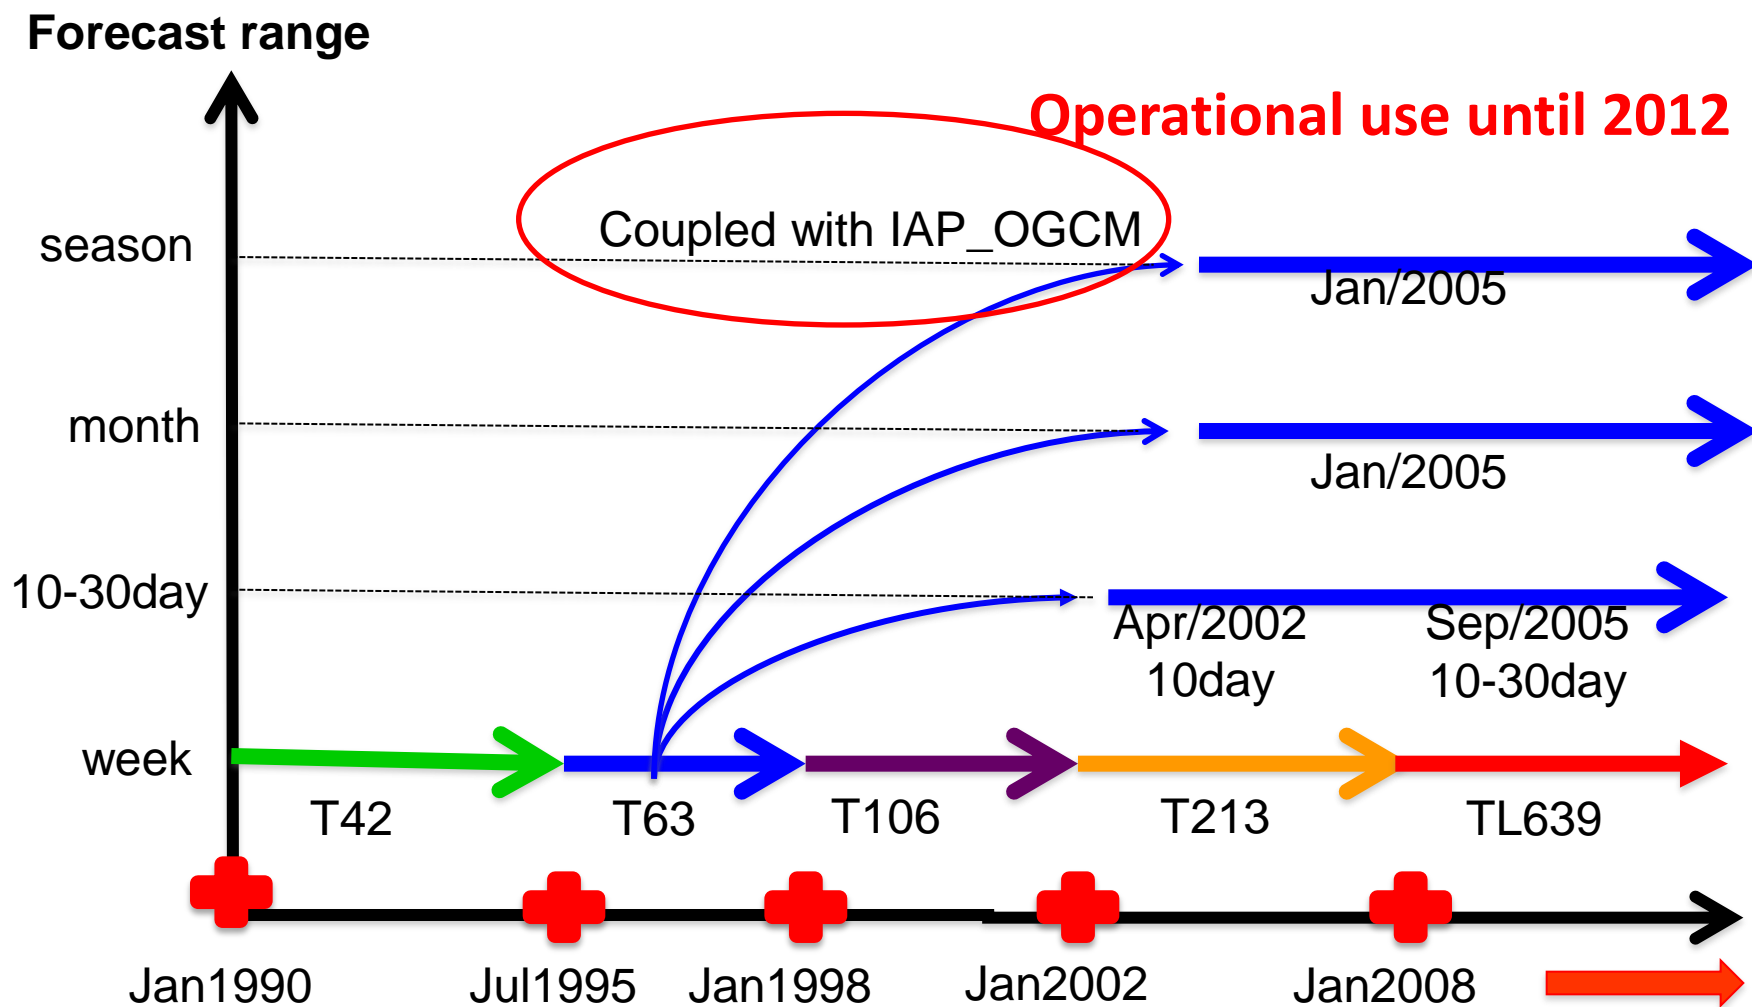 Forecast range
Operational use until 2012
Coupled with IAP_OGCM
season
Jan/2005
month
Jan/2005
10-30day
Apr/2002 Sep/2005
10day 10-30day
week
T42 T63 T106 T213 TL639
Jan1990 Jul1995 Jan1998 Jan2002 Jan2008